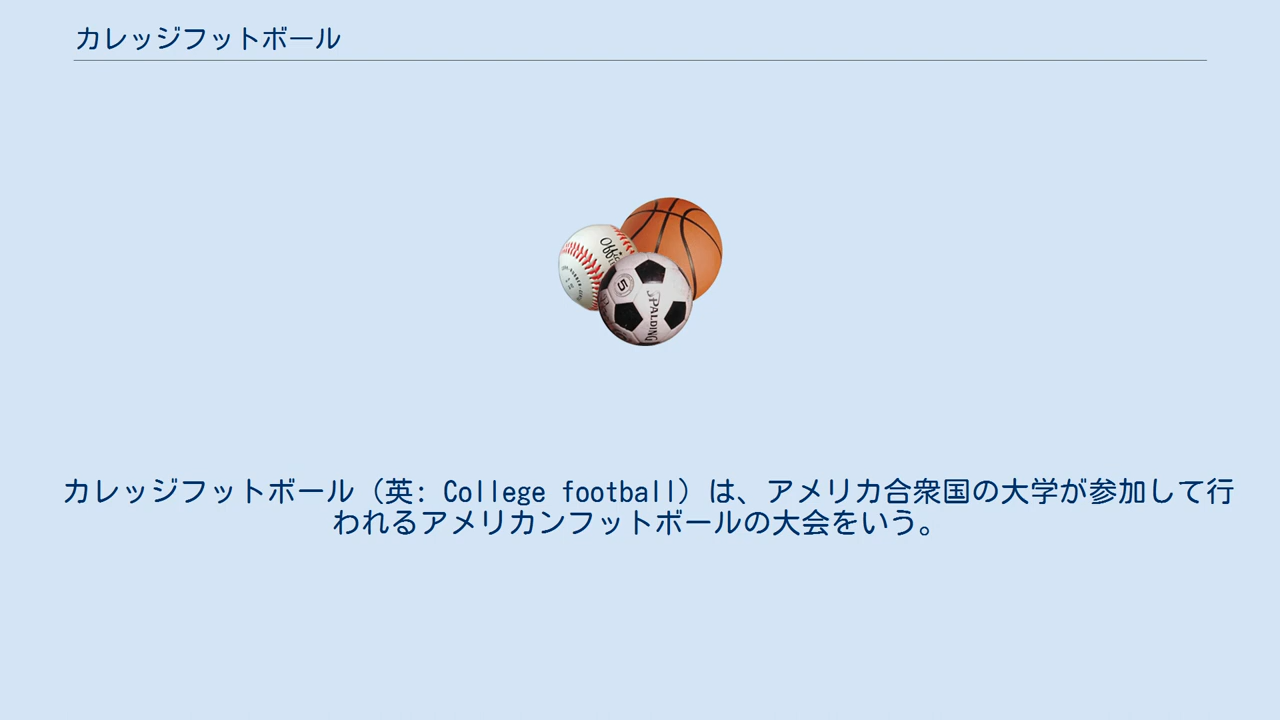 カレッジフットボール
Offic
5
SPALDING
カレッジフットボール（英: College football）は、アメリカ合衆国の大学が参加して行
われるアメリカンフットボールの大会をいう。